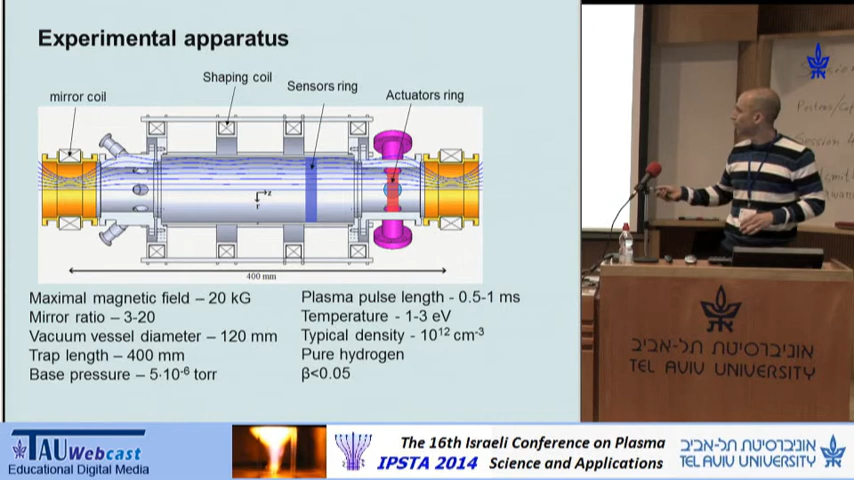 Experimental apparatus
mirror coil
Shaping coil
Sensors ring
Actuators ring
z
r
400 mm
Maximal magnetic field – 20 kG
Mirror ratio – 3-20
Vacuum vessel diameter – 120 mm
Trap length – 400 mm
Base pressure – 5·10⁻⁶ torr
Plasma pulse length - 0.5-1 ms
Temperature - 1-3 eV
Typical density - 10¹² cm⁻³
Pure hydrogen
β<0.05
אוניברסיטת תל-אביב
TEL AVIV UNIVERSITY
TAU Webcast
Educational Digital Media
The 16th Israeli Conference on Plasma
IPSTA 2014 Science and Applications
אוניברסיטת תל-אביב
TEL AVIV UNIVERSITY